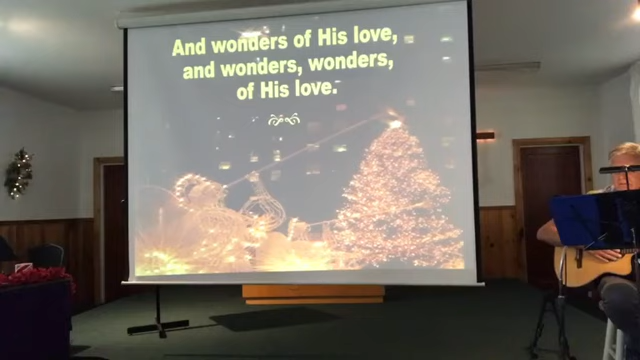 And wonders of His love,
and wonders, wonders,
of His love.